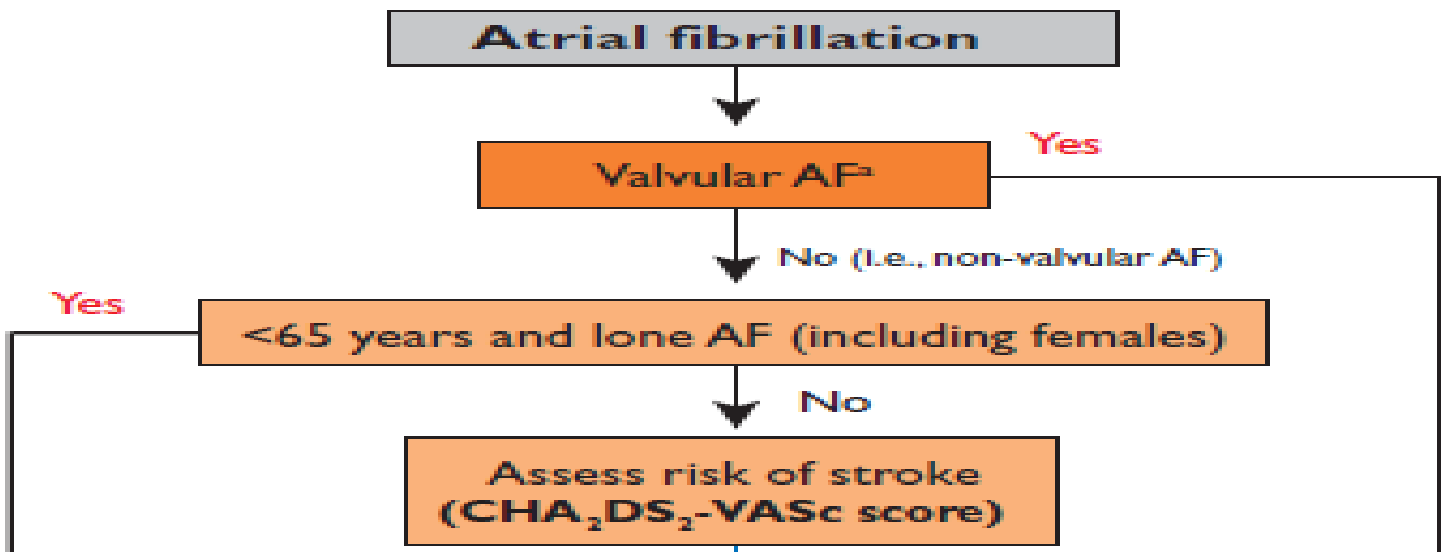 Atrial fibrillation
Yes
Valvular AFᵃ
No (i.e., non-valvular AF)
Yes
<65 years and lone AF (including females)
No
Assess risk of stroke
(CHA₂DS₂-VASc score)